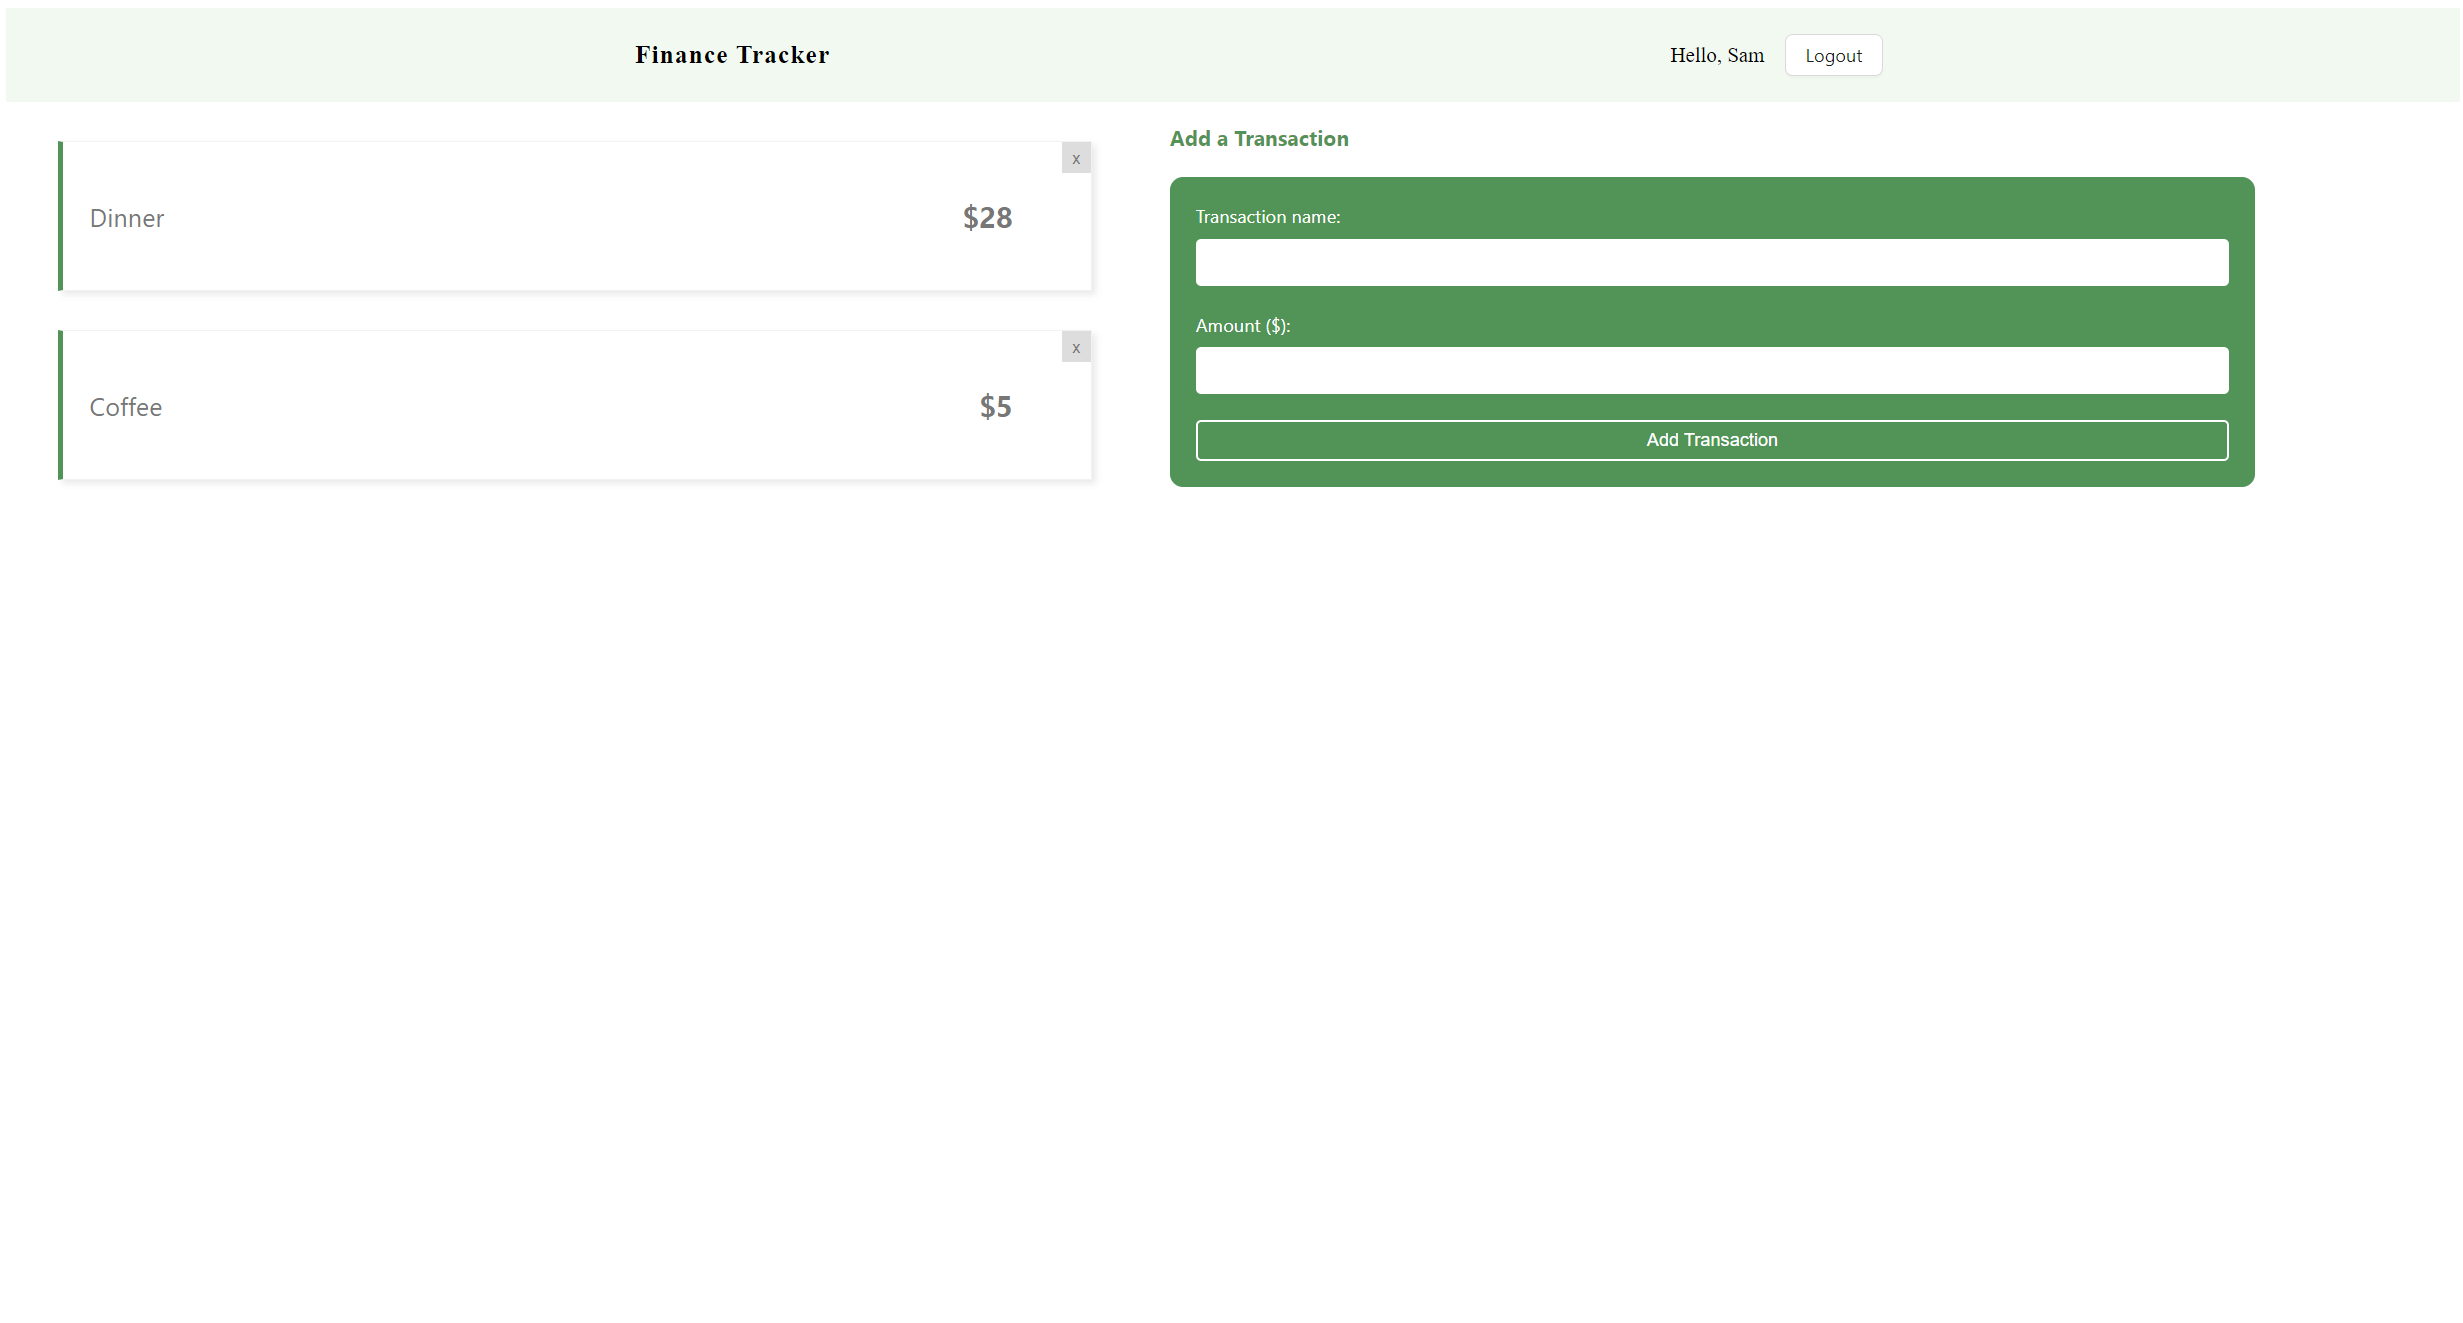 Finance Tracker
Hello, Sam
Logout
x
Dinner
$28
x
Coffee
$5
Add a Transaction
Transaction name:
Amount ($):
Add Transaction